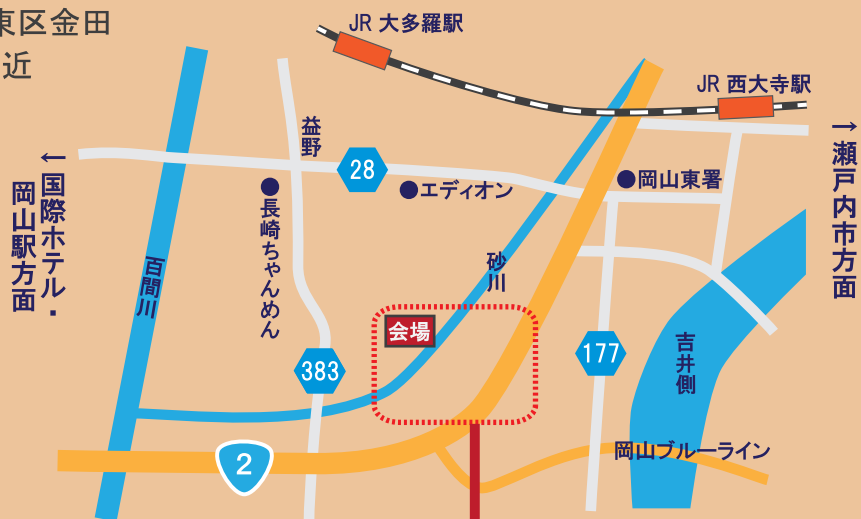 東区金田
近
JR 大多羅駅
JR 西大寺駅
益野
28
エディオン
岡山東署
→瀬戸内市方面
←国際ホテル・
岡山駅方面
長崎ちゃんめん
百間川
砂川
会場
383
177
吉井側
2
岡山ブルーライン